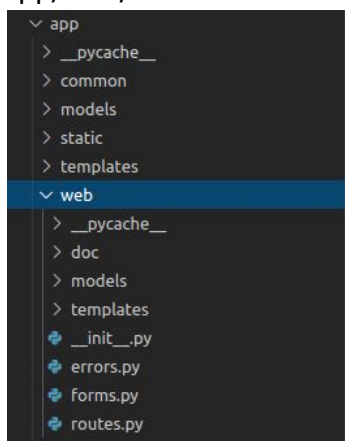 app
__pycache__
common
models
static
templates
web
__pycache__
doc
models
templates
__init__.py
errors.py
forms.py
routes.py